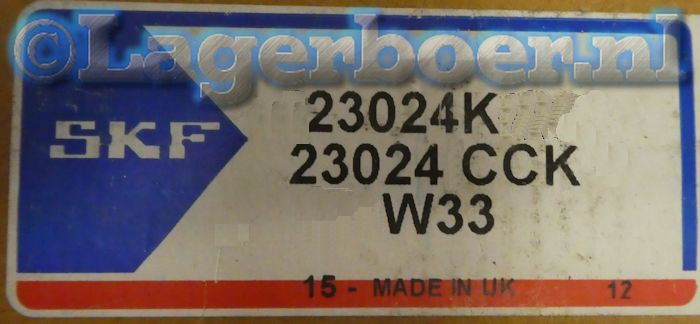 ©Lagerboer.nl
SKF
23024K
23024 CCK
W33
15 - MADE IN UK 12